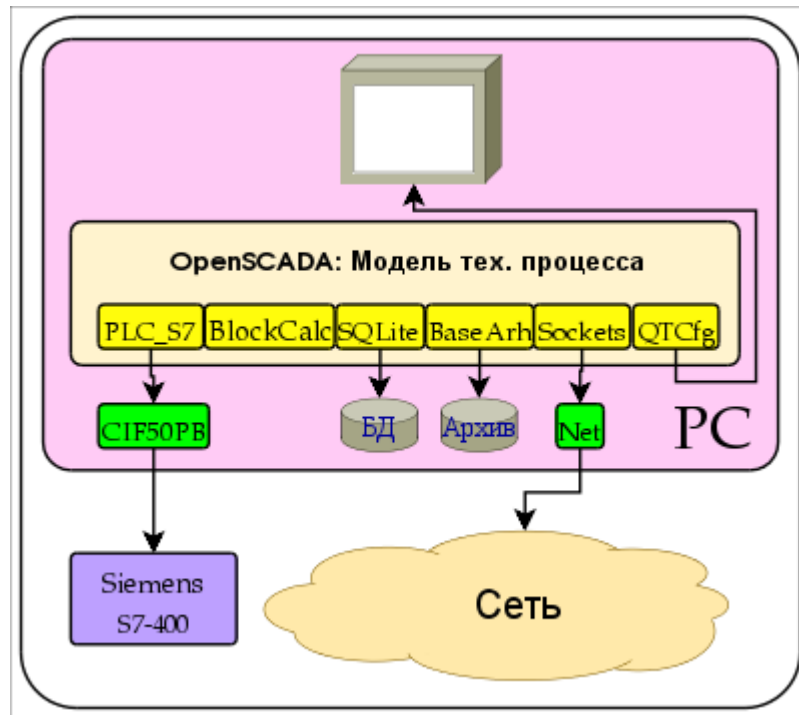 OpenSCADA: Модель тех. процесса
PLC_S7 BlockCalc SQLite BaseArh Sockets QTCfg
CIF50PB БД Архив Net PC
Siemens
S7-400
Сеть